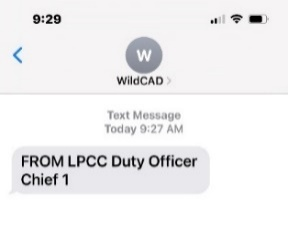 9:29
W
WildCAD
Text Message
Today 9:27 AM
FROM LPCC Duty Officer
Chief 1